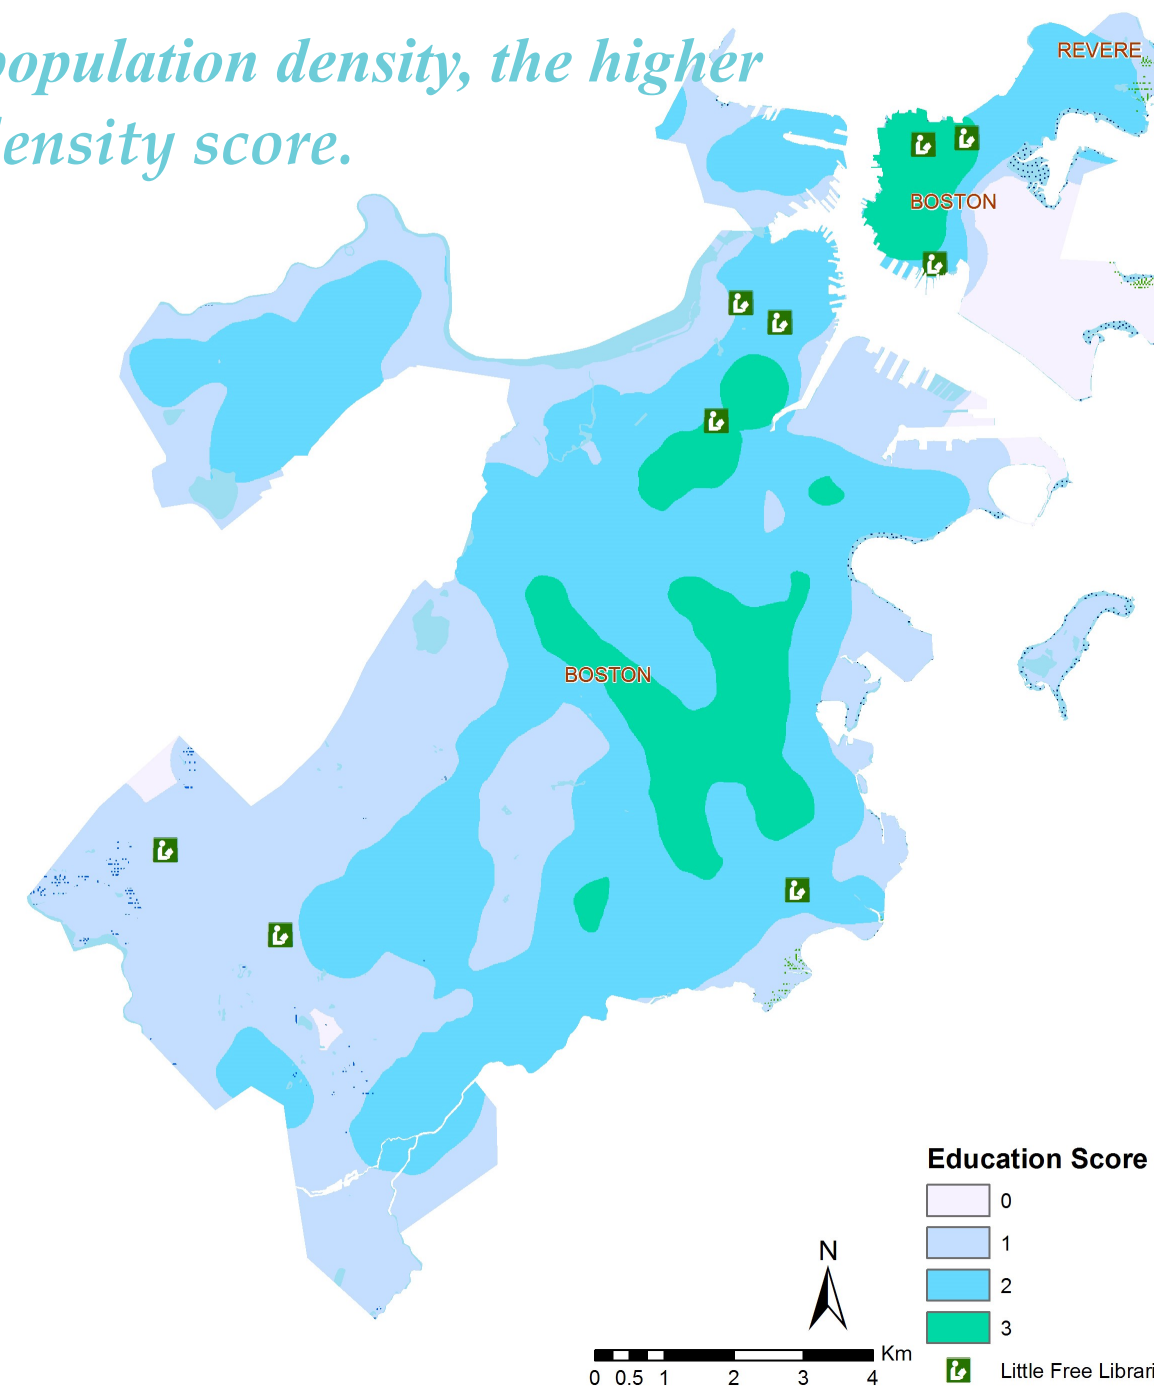 population density, the higher
density score.
REVERE
BOSTON
BOSTON
Education Score
0
1
2
3
Little Free Librari
N
Km
0 0.5 1 2 3 4